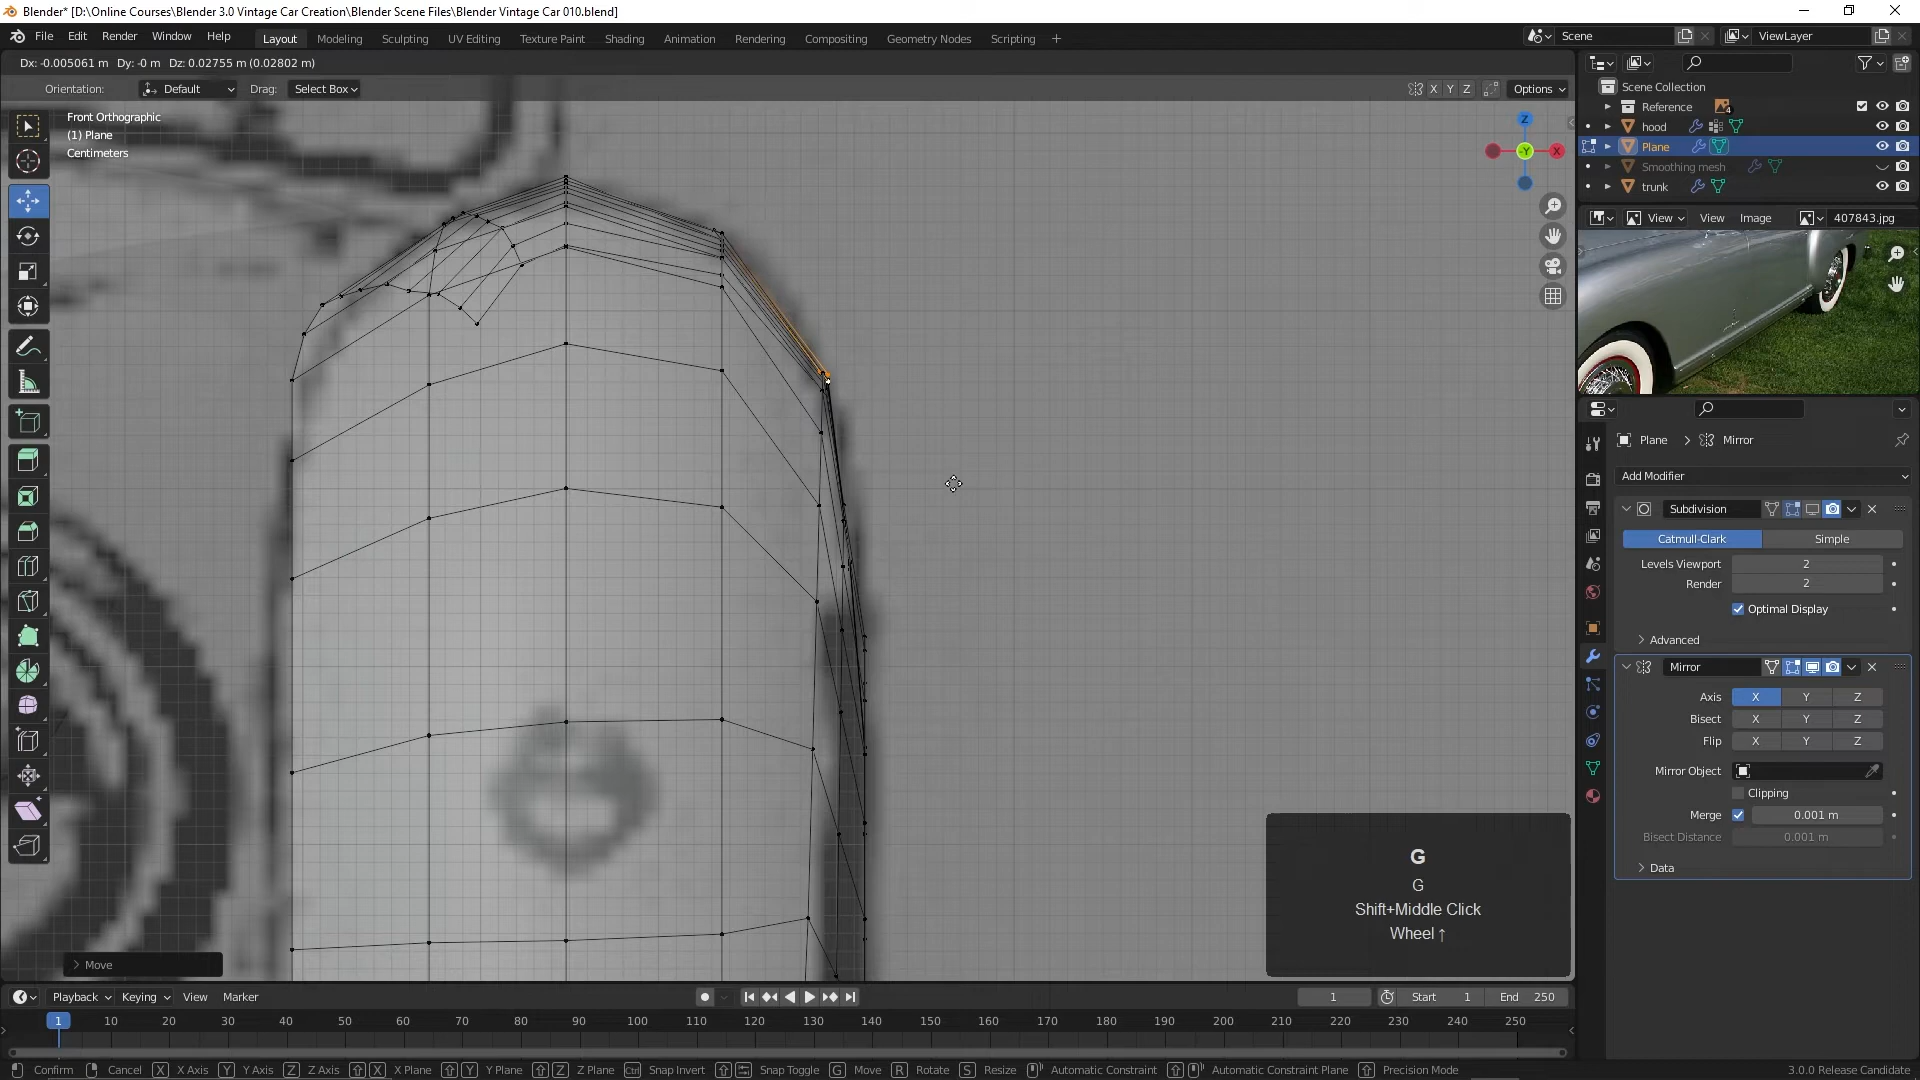 Blender* [D:\Online Courses\Blender 3.0 Vintage Car Creation\Blender Scene Files\Blender Vintage Car 010.blend]
File Edit Render Window Help Layout Modeling Sculpting UV Editing Texture Paint Shading Animation Rendering Compositing Geometry Nodes Scripting + Scene ViewLayer
Dx: -0.005061 m Dy: -0 m Dz: 0.02755 m (0.02802 m)
Orientation: Default Drag: Select Box X Y Z Options
Front Orthographic
(1) Plane
Centimeters
Z
-Y
X
Scene Collection
Reference 4
hood
Plane
Smoothing mesh
trunk
View View Image 407843.jpg
Plane > Mirror
Add Modifier
Subdivision
Catmull-Clark Simple
Levels Viewport 2
Render 2
Optimal Display
Advanced
Mirror
Axis X Y Z
Bisect X Y Z
Flip X Y Z
Mirror Object
Clipping
Merge 0.001 m
Bisect Distance 0.001 m
Data
G
G
Shift+Middle Click
Wheel ↑
> Move
Playback Keying View Marker 1 Start 1 End 250
1 10 20 30 40 50 60 70 80 90 100 110 120 130 140 150 160 170 180 190 200 210 220 230 240 250
Confirm Cancel X X Axis Y Y Axis Z Z Axis X X Plane Y Y Plane Z Z Plane Ctrl Snap Invert Snap Toggle G Move R Rotate S Resize Automatic Constraint Automatic Constraint Plane Precision Mode 3.0.0 Release Candidate